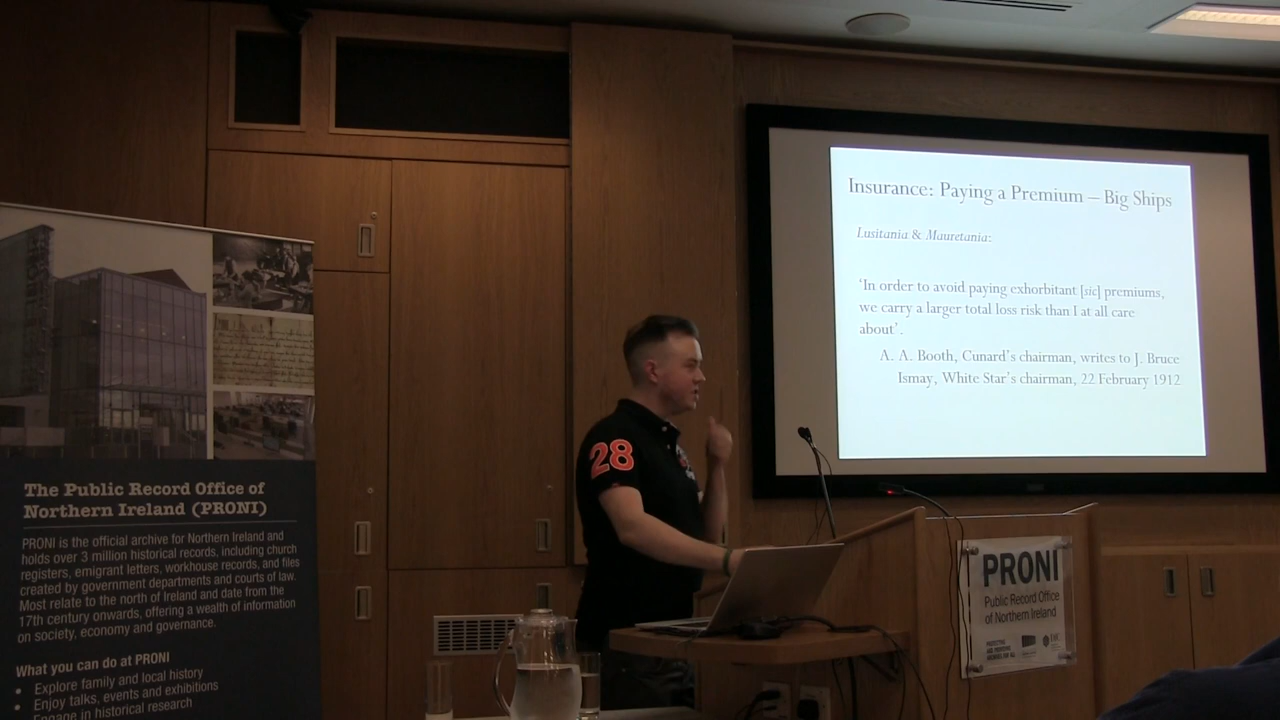 The Public Record Office of
Northern Ireland (PRONI)
PRONI is the official archive for Northern Ireland and
holds over 3 million historical records, including church
registers, emigrant letters, workhouse records, and files
created by government departments and courts of law.
Most relate to the north of Ireland and date from the
17th century onwards, offering a wealth of information
on society, economy and governance.
What you can do at PRONI
• Explore family and local history
• Enjoy talks, events and exhibitions
• Engage in historical research
28
Insurance: Paying a Premium – Big Ships
Lusitania & Mauretania:
‘In order to avoid paying exhorbitant [sic] premiums,
we carry a larger total loss risk than I at all care
about’.
A. A. Booth, Cunard’s chairman, writes to J. Bruce
Ismay, White Star’s chairman, 22 February 1912
PRONI
Public Record Office
of Northern Ireland